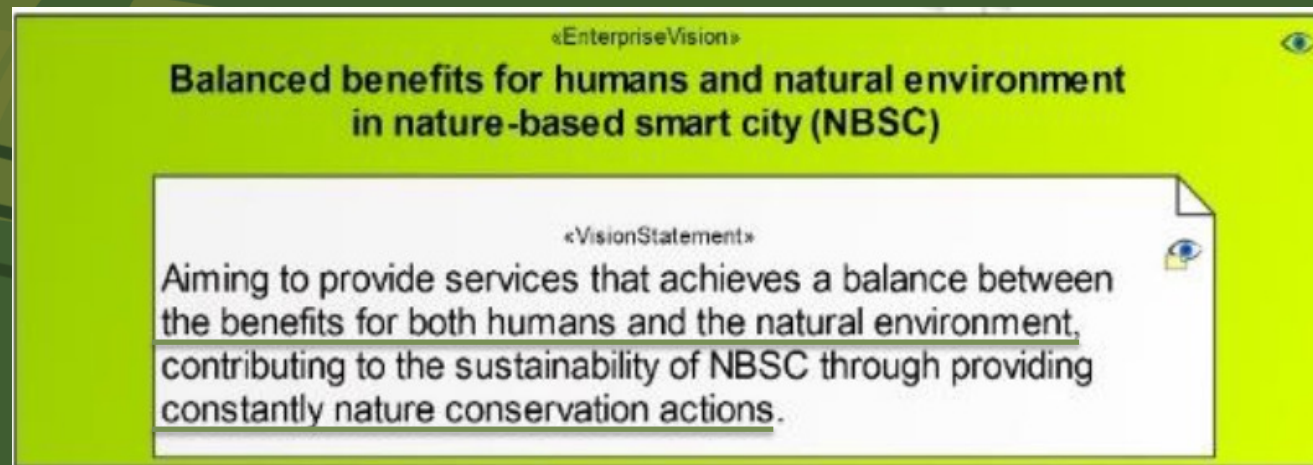 «EnterpriseVision»
Balanced benefits for humans and natural environment
in nature-based smart city (NBSC)
«VisionStatement»
Aiming to provide services that achieves a balance between
the benefits for both humans and the natural environment,
contributing to the sustainability of NBSC through providing
constantly nature conservation actions.